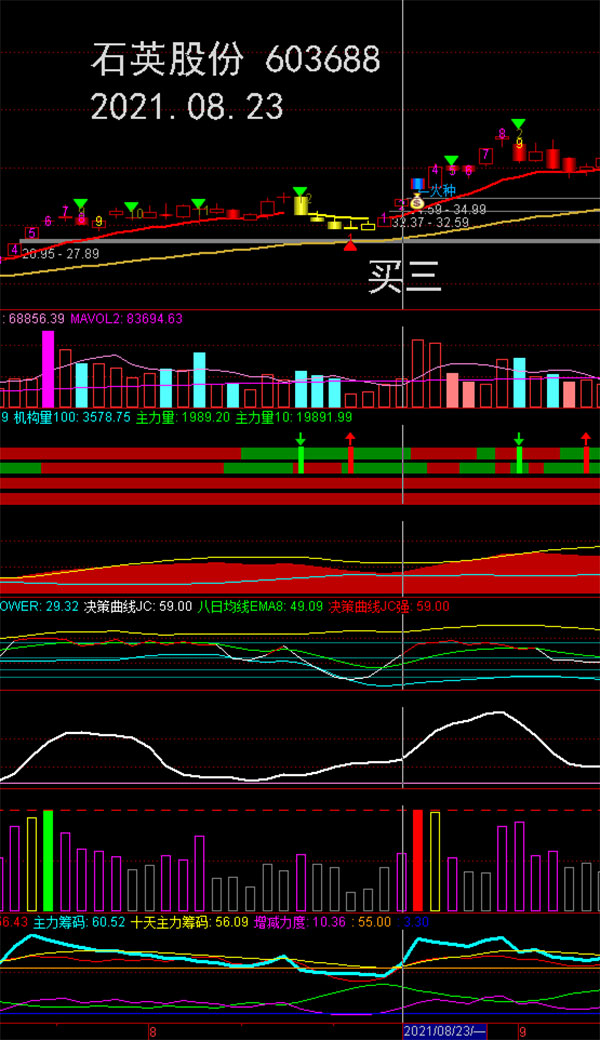 石英股份 603688
2021.08.23
8 2
9
4 5 6 7
7 8
6 9 10 11
5
4
2
1
火种
S
34.99
32.37 - 32.59
26.95 - 27.89
买三
: 68856.39 MAVOL2: 83694.63
9 机构量100: 3578.75 主力量: 1989.20 主力量10: 19891.99
OWER: 29.32 决策曲线JC: 59.00 八日均线EMA8: 49.09 决策曲线JC强: 59.00
56.43 主力筹码: 60.52 十天主力筹码: 56.09 增减力度: 10.36 : 55.00 : 3.30
8 2021/08/23/一 9